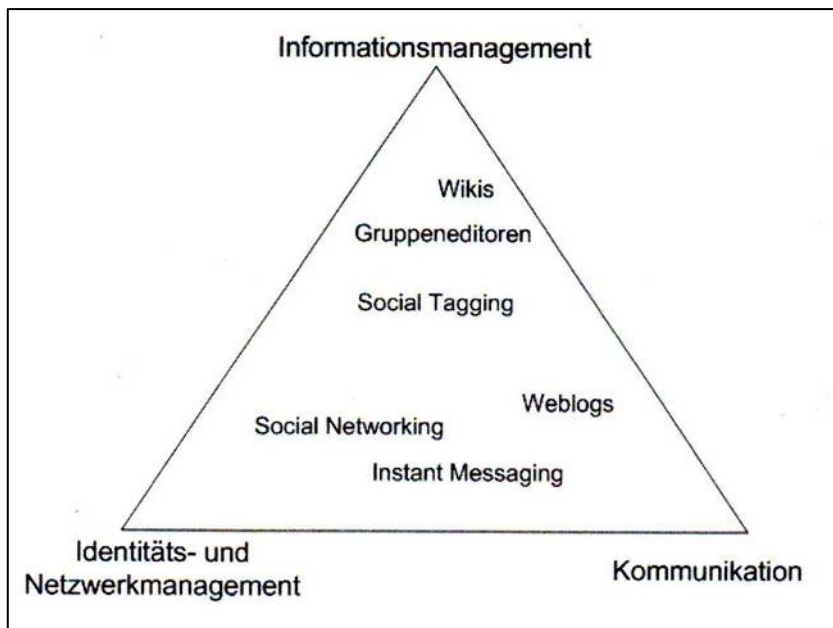 Informationsmanagement
Wikis
Gruppeneditoren
Social Tagging
Weblogs
Social Networking
Instant Messaging
Identitäts- und
Netzwerkmanagement
Kommunikation